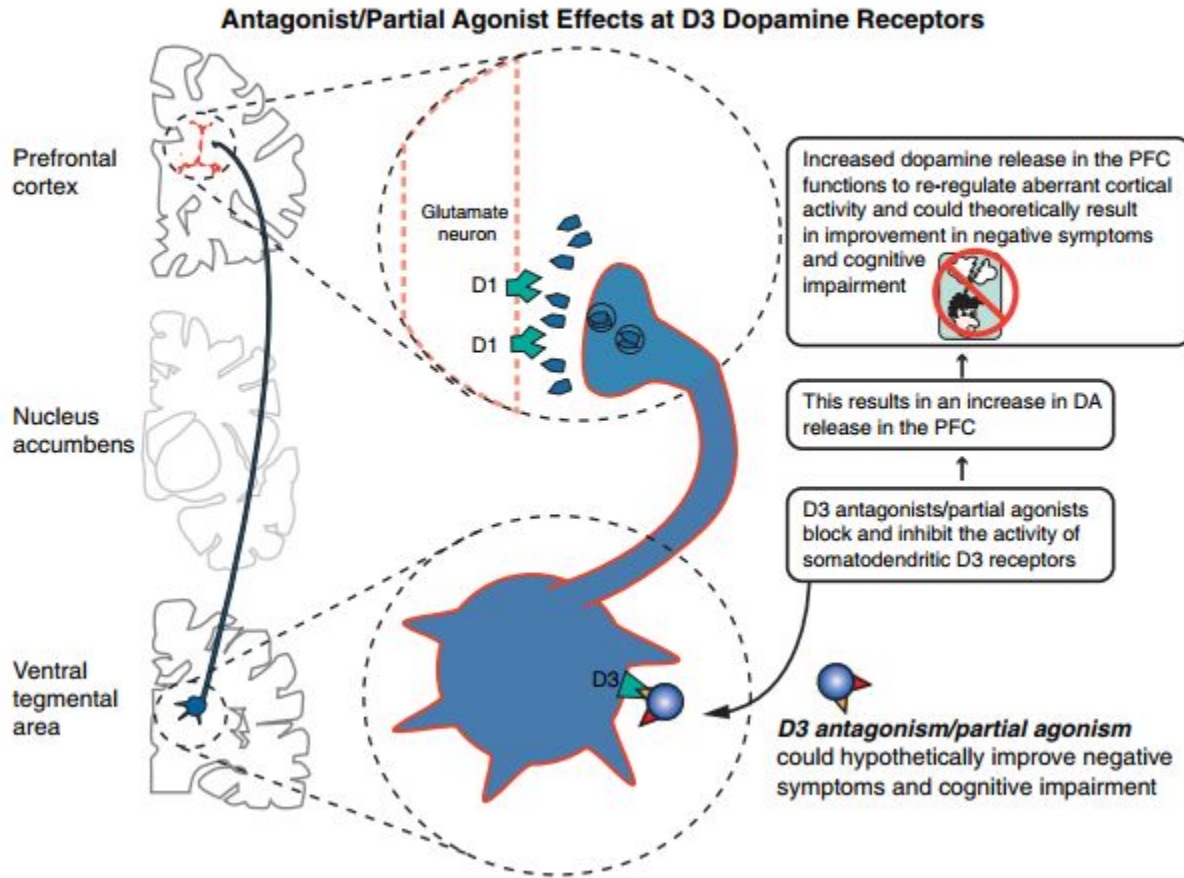 Antagonist/Partial Agonist Effects at D3 Dopamine Receptors
Prefrontal
cortex
Nucleus
accumbens
Ventral
tegmental
area
Glutamate
neuron
D1
D1
D3
Increased dopamine release in the PFC
functions to re-regulate aberrant cortical
activity and could theoretically result
in improvement in negative symptoms
and cognitive
impairment
This results in an increase in DA
release in the PFC
D3 antagonists/partial agonists
block and inhibit the activity of
somatodendritic D3 receptors
D3 antagonism/partial agonism
could hypothetically improve negative
symptoms and cognitive impairment